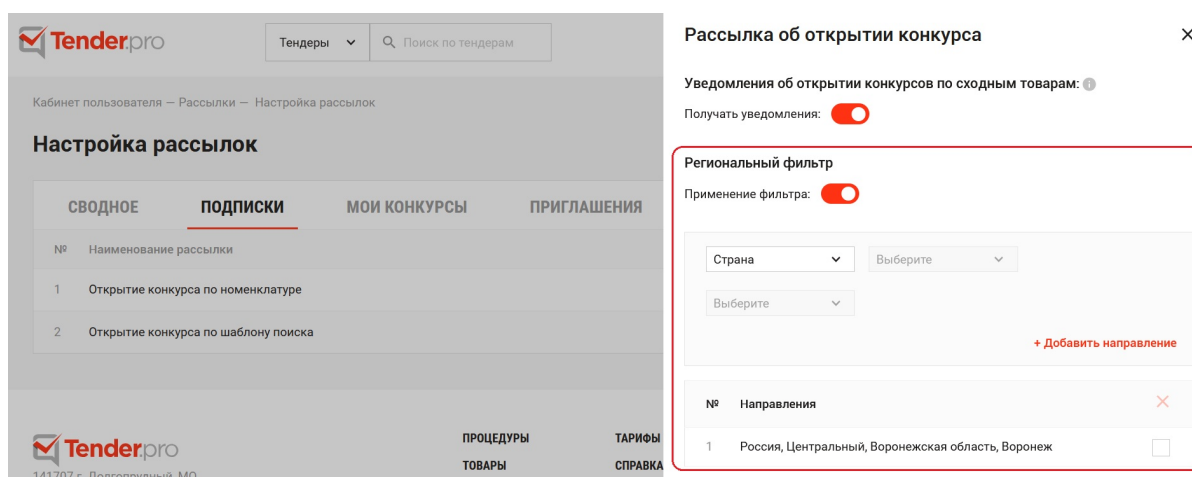 Tender.pro
Тендеры
Поиск по тендерам
Кабинет пользователя — Рассылки — Настройка рассылок
Настройка рассылок
СВОДНОЕ ПОДПИСКИ МОИ КОНКУРСЫ ПРИГЛАШЕНИЯ
№ Наименование рассылки
1 Открытие конкурса по номенклатуре
2 Открытие конкурса по шаблону поиска
Tender.pro
ПРОЦЕДУРЫ ТАРИФЫ
141707 г. Долгопрудный, МО
ТОВАРЫ СПРАВКА
Рассылка об открытии конкурса
Уведомления об открытии конкурсов по сходным товарам:
Получать уведомления:
Региональный фильтр
Применение фильтра:
Страна Выберите
Выберите
+ Добавить направление
№ Направления
1 Россия, Центральный, Воронежская область, Воронеж